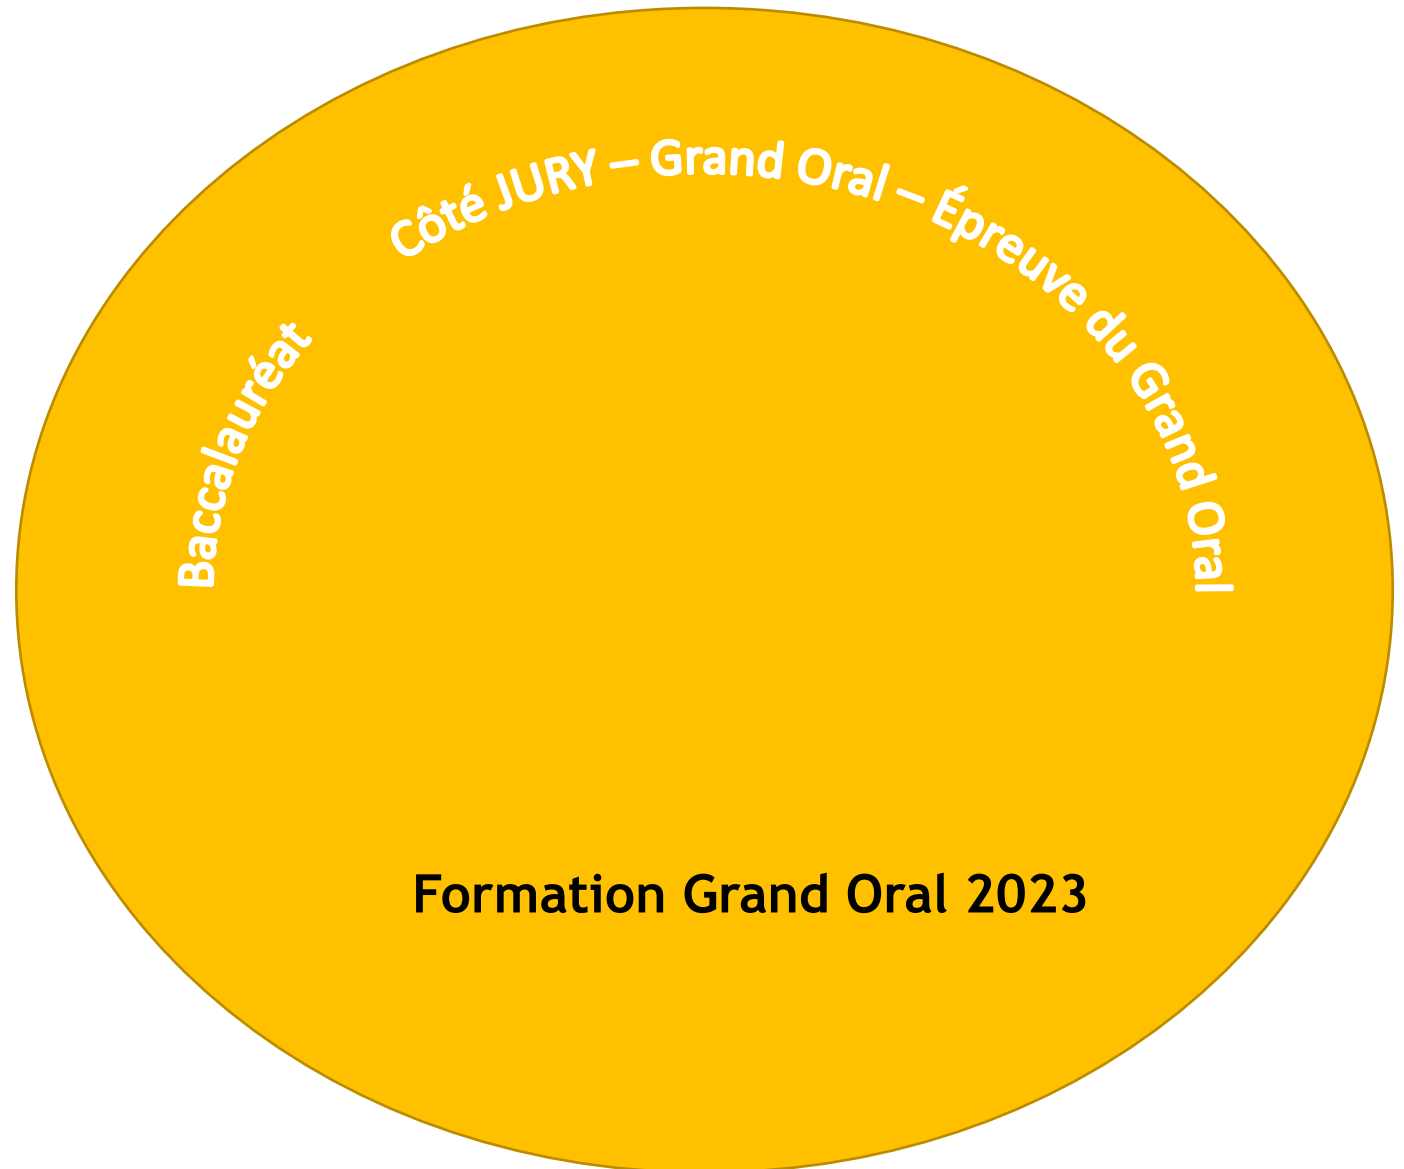 Baccalauréat Côté JURY – Grand Oral – Épreuve du Grand Oral
Formation Grand Oral 2023